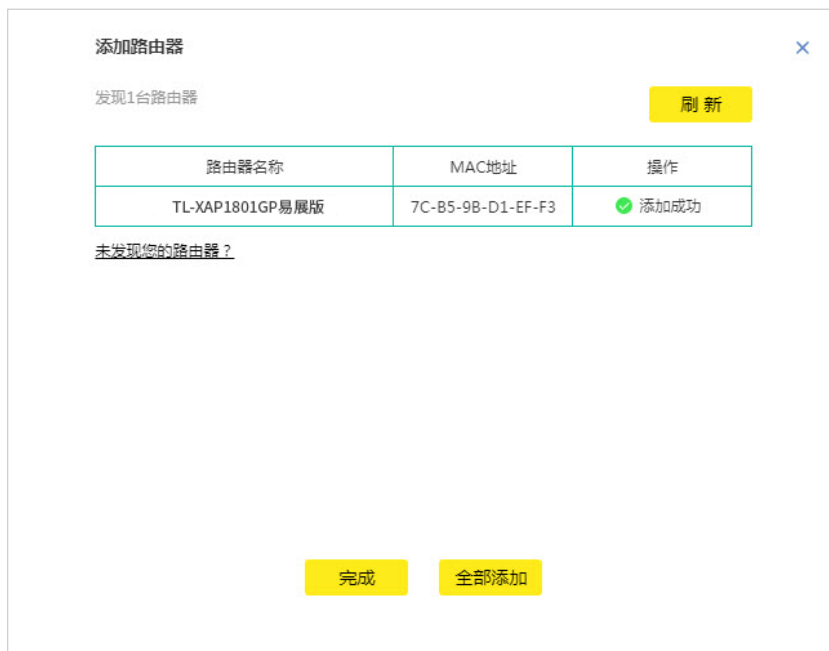 添加路由器
发现1台路由器
刷 新
路由器名称 MAC地址 操作
TL-XAP1801GP易展版 7C-B5-9B-D1-EF-F3 添加成功
未发现您的路由器？
完成 全部添加